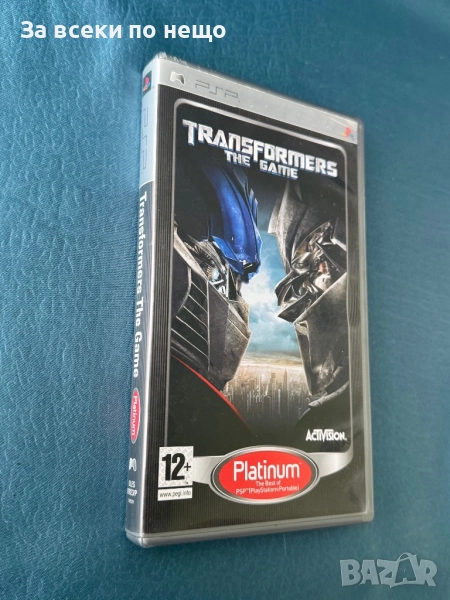 За всеки по нещо
PSP
TRANSFORMERS
THE GAME
Transformers The Game
Platinum
ACTIVISION
12+
www.pegi.info
Platinum
The Best of
PSP™ (PlayStation®Portable)
BAZAR